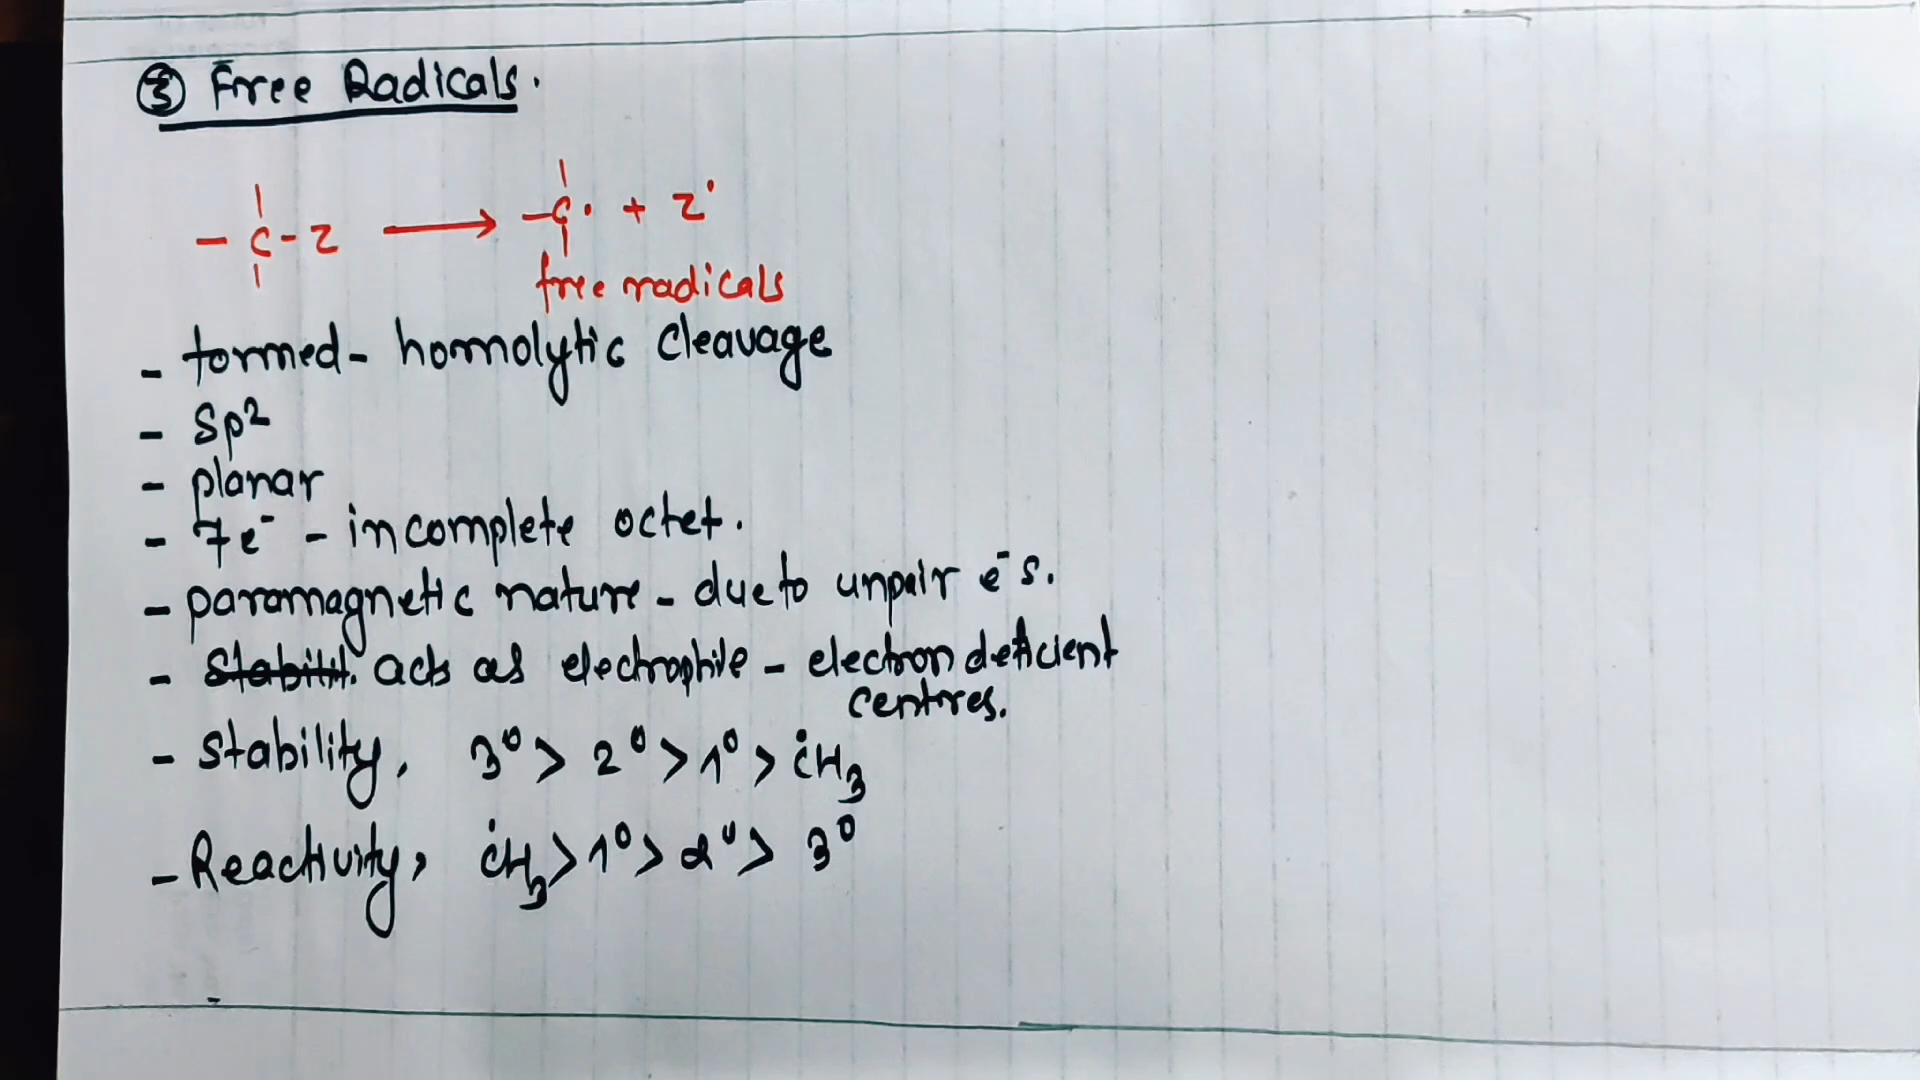 ③ Free Radicals.
- C - Z ⟶ - C· + Z·
free radicals
- formed - homolytic cleavage
- Sp²
- planar
- 7e⁻ - incomplete octet.
- paramagnetic nature - due to unpair e⁻s.
- Stabilit. acts as electrophile - electron deficient
centres.
- Stability, 3° > 2° > 1° > ĊH₃
- Reactivity, ĊH₃ > 1° > 2° > 3°